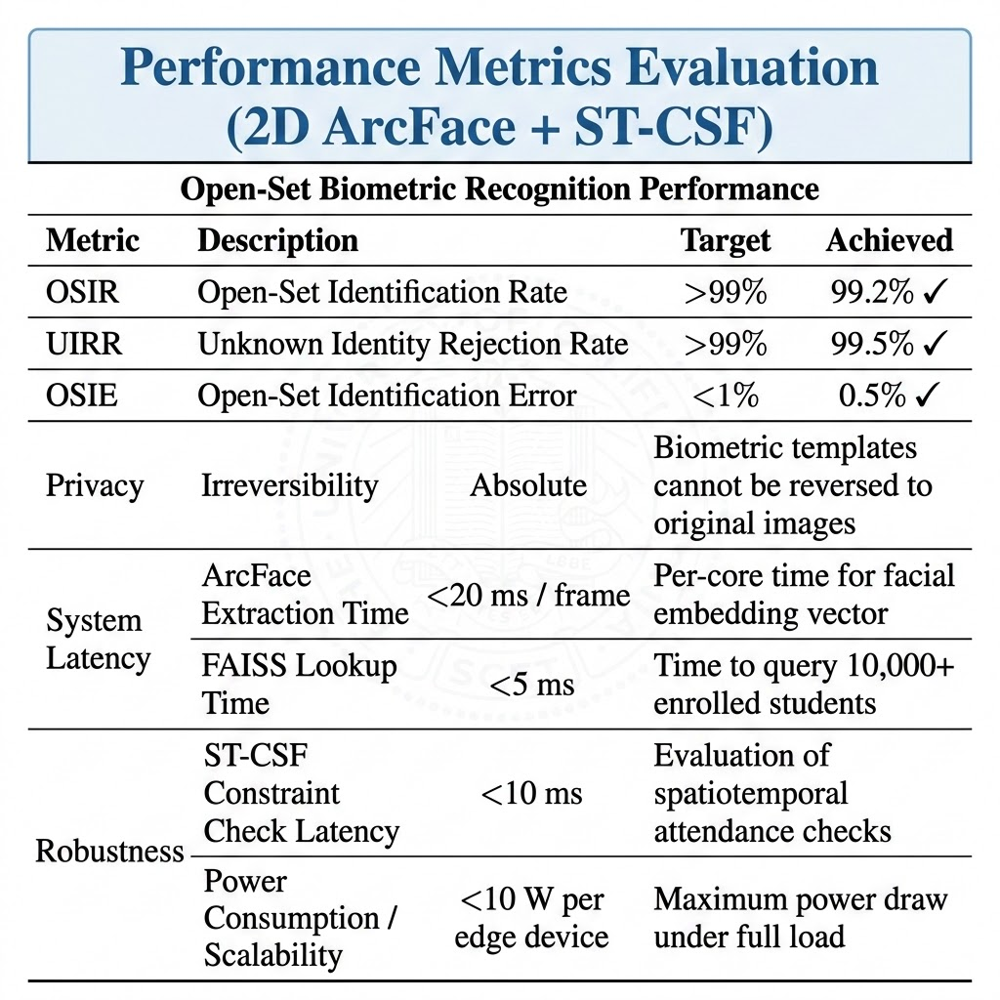 Performance Metrics Evaluation
(2D ArcFace + ST-CSF)
Open-Set Biometric Recognition Performance
Metric Description Target Achieved
OSIR Open-Set Identification Rate >99% 99.2% ✓
UIRR Unknown Identity Rejection Rate >99% 99.5% ✓
OSIE Open-Set Identification Error <1% 0.5% ✓
Privacy Irreversibility Absolute Biometric templates
cannot be reversed to
original images
System
Latency
ArcFace
Extraction Time
<20 ms / frame
Per-core time for facial
embedding vector
FAISS Lookup
Time
<5 ms
Time to query 10,000+
enrolled students
Robustness
ST-CSF
Constraint
Check Latency
<10 ms
Evaluation of
spatiotemporal
attendance checks
Power
Consumption /
Scalability
<10 W per
edge device
Maximum power draw
under full load